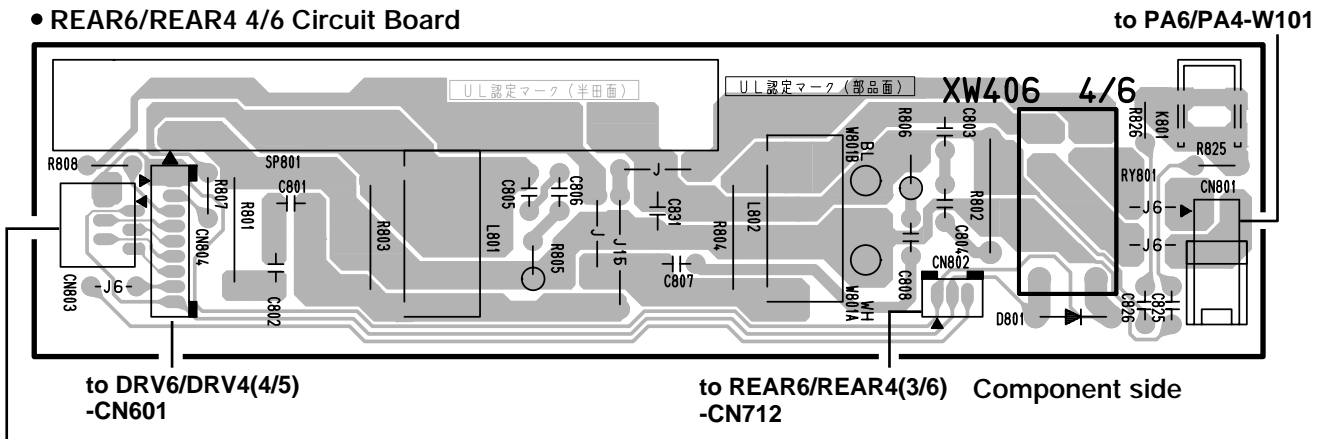 • REAR6/REAR4 4/6 Circuit Board
to PA6/PA4-W101
UL認定マーク(半田面)
UL認定マーク(部品面)
XW406 4/6
R808
SP801
R807
CN804
R801
C801
C802
R803
L801
C805
C806
R805
J
J
J15
C831
C807
R804
L802
W801B
BL
W801A
WH
R806
C803
C804
C808
R802
CN802
D801
RY801
R826
K801
R825
CN801
J6
J6
C826
C825
CN803
J6
to DRV6/DRV4(4/5)
-CN601
to REAR6/REAR4(3/6)
-CN712
Component side